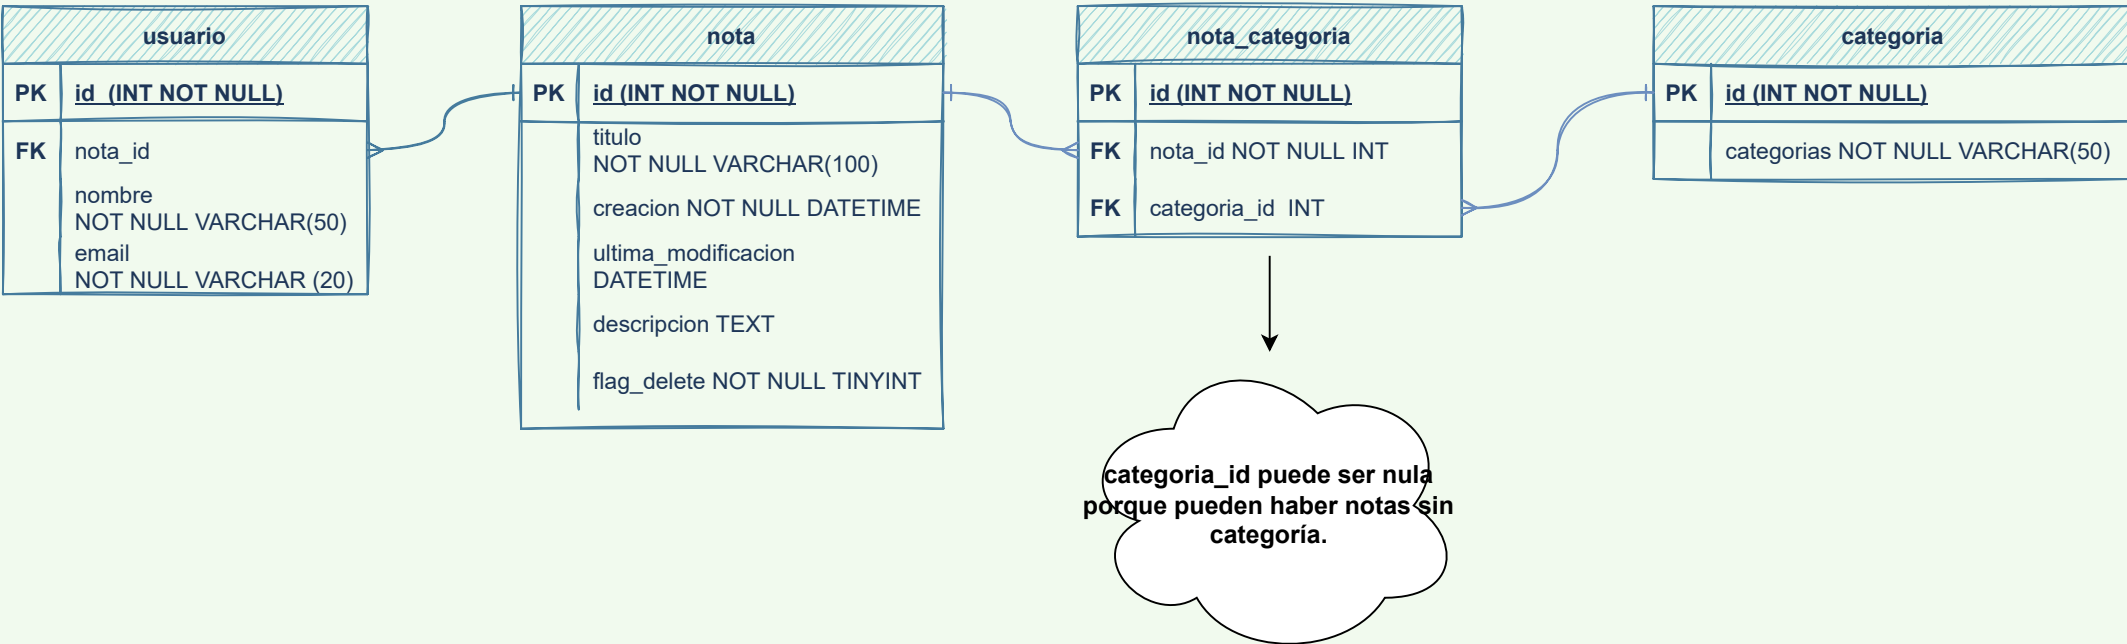 usuario
PK id (INT NOT NULL)
FK nota_id
nombre
NOT NULL VARCHAR(50)
email
NOT NULL VARCHAR (20)
nota
PK id (INT NOT NULL)
titulo
NOT NULL VARCHAR(100)
creacion NOT NULL DATETIME
ultima_modificacion
DATETIME
descripcion TEXT
flag_delete NOT NULL TINYINT
nota_categoria
PK id (INT NOT NULL)
FK nota_id NOT NULL INT
FK categoria_id INT
categoria
PK id (INT NOT NULL)
categorias NOT NULL VARCHAR(50)
categoria_id puede ser nula
porque pueden haber notas sin
categoría.